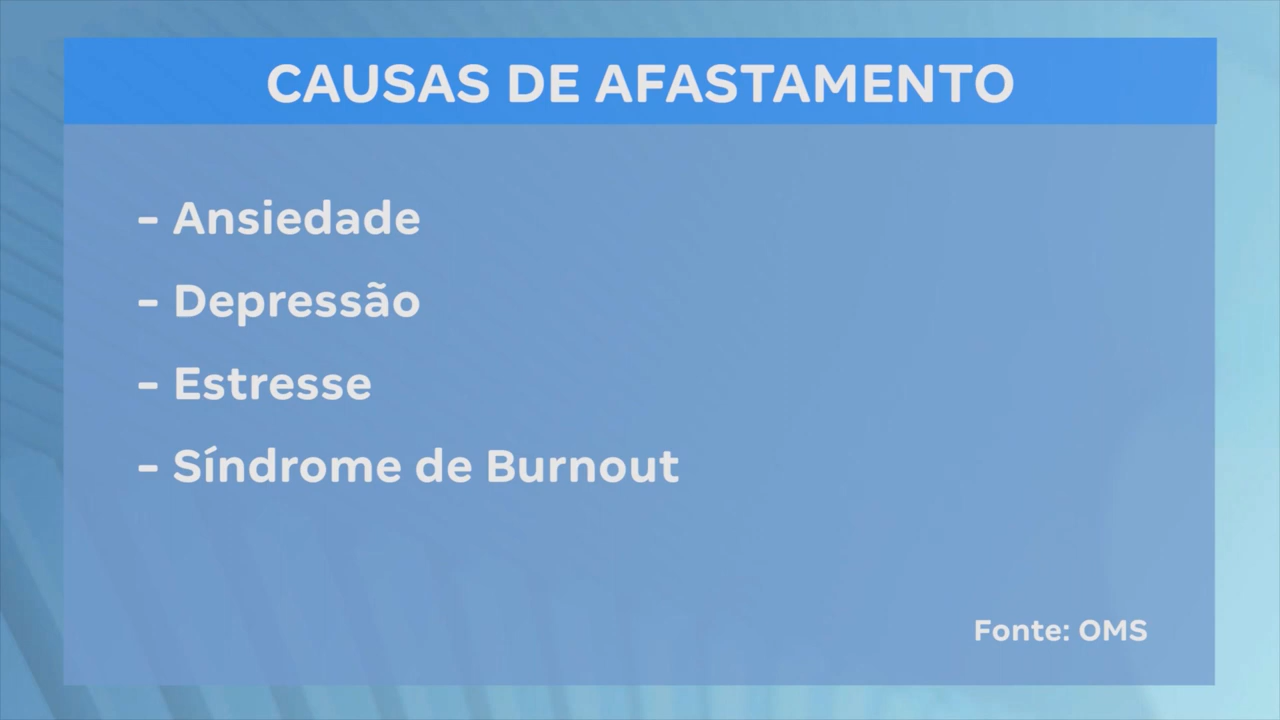 CAUSAS DE AFASTAMENTO
- Ansiedade
- Depressão
- Estresse
- Síndrome de Burnout
Fonte: OMS